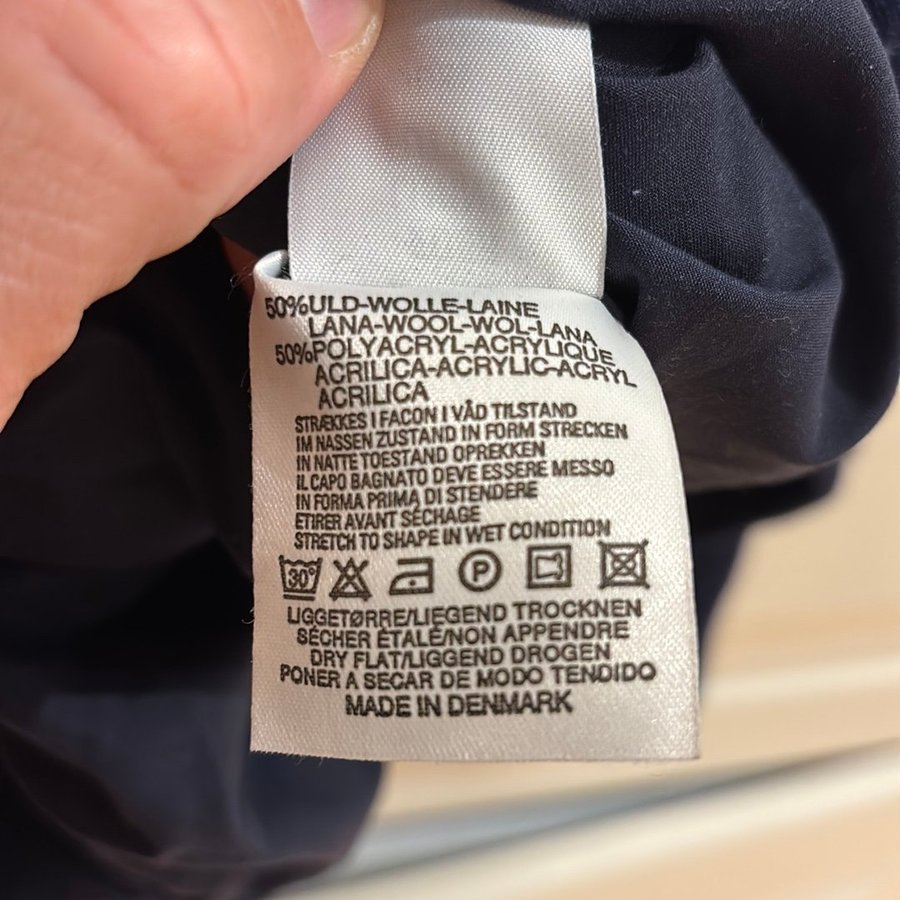 50%ULD-WOLLE-LAINE
LANA-WOOL-WOL-LANA
50%POLYACRYL-ACRYLIQUE
ACRILICA-ACRYLIC-ACRYL
ACRILICA
STRÆKKES I FACON I VÅD TILSTAND
IM NASSEN ZUSTAND IN FORM STRECKEN
IN NATTE TOESTAND OPREKKEN
IL CAPO BAGNATO DEVE ESSERE MESSO
IN FORMA PRIMA DI STENDERE
ETIRER AVANT SÉCHAGE
STRETCH TO SHAPE IN WET CONDITION
30° P
LIGGETØRRE/LIEGEND TROCKNEN
SÉCHER ÉTALÉ/NON APPENDRE
DRY FLAT/LIGGEND DROGEN
PONER A SECAR DE MODO TENDIDO
MADE IN DENMARK